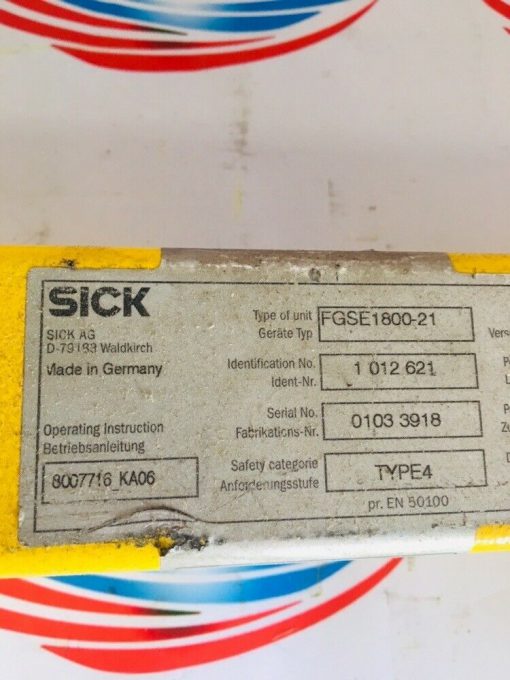 SICK
SICK AG
D-79183 Waldkirch
Made in Germany
Operating Instruction
Betriebsanleitung
8007716 KA06
Type of unit FGSE1800-21
Geräte Typ
Identification No. 1 012 621
Ident-Nr.
Serial No. 0103 3918
Fabrikations-Nr.
Safety categorie TYPE4
Anforderungsstufe
pr. EN 50100
Vers